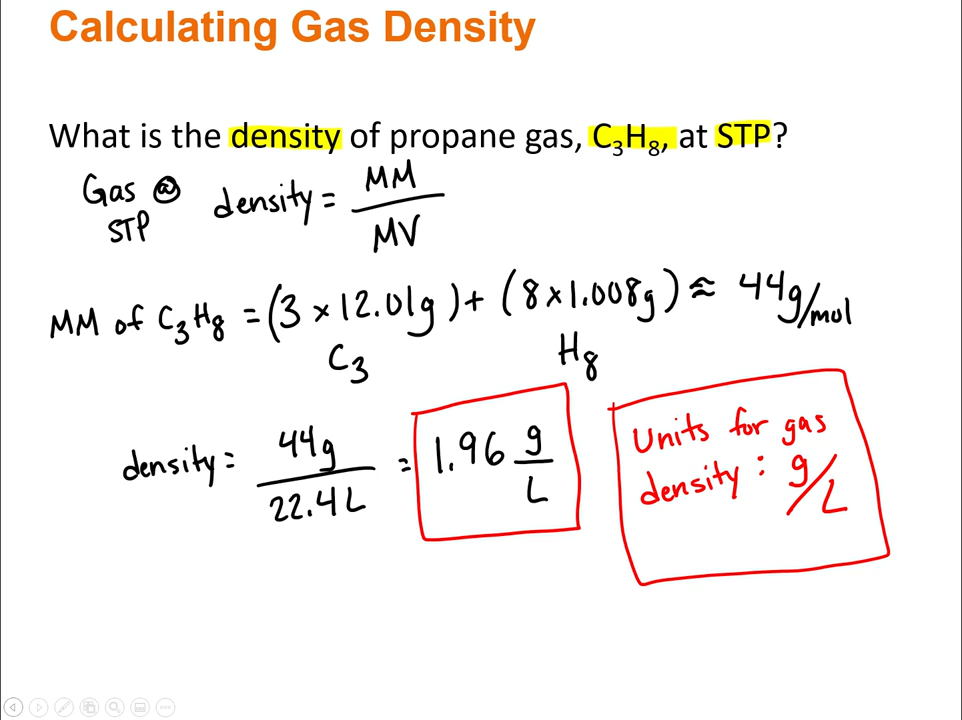 Calculating Gas Density
What is the density of propane gas, C₃H₈, at STP?
Gas @ STP
density = MM / MV
MM of C₃H₈ = (3 × 12.01g) + (8 × 1.008g) ≈ 44g/mol
C₃ H₈
density = 44g / 22.4L = 1.96 g / L
Units for gas
density : g/L